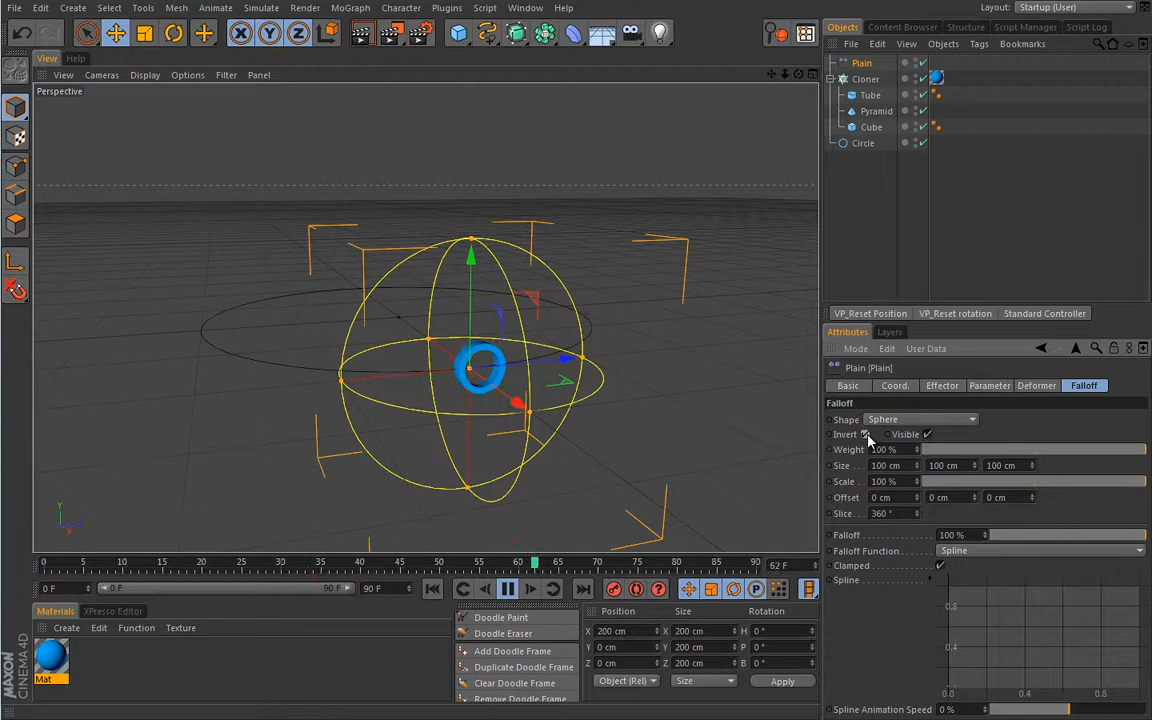 File Edit Create Select Tools Mesh Animate Simulate Render MoGraph Character Plugins Script Window Help Layout: Startup (User)
Objects Content Browser Structure Script Manager Script Log
File Edit View Objects Tags Bookmarks
View Help
View Cameras Display Options Filter Panel
Perspective
Plain
Cloner
Tube
Pyramid
Cube
Circle
VP_Reset Position VP_Reset rotation Standard Controller
Attributes Layers
Mode Edit User Data
Plain [Plain]
Basic Coord. Effector Parameter Deformer Falloff
Falloff
Shape Sphere
Invert Visible
Weight 100 %
Size . . . 100 cm 100 cm 100 cm
Scale . . 100 %
Offset 0 cm 0 cm 0 cm
Slice . . . 360 °
Falloff 100 %
Falloff Function Spline
Clamped
Spline
0.8
0.4
0.0 0.4 0.8
Spline Animation Speed 0 %
Y
X
0 5 10 15 20 25 30 35 40 45 50 55 60 65 70 75 80 85 90 62 F
0 F 0 F 90 F 90 F
Materials XPresso Editor
Create Edit Function Texture
Mat
Doodle Paint
Doodle Eraser
Add Doodle Frame
Duplicate Doodle Frame
Clear Doodle Frame
Remove Doodle Frame
Position Size Rotation
X 200 cm X 200 cm H 0 °
Y 0 cm Y 200 cm P 0 °
Z 0 cm Z 200 cm B 0 °
Object (Rel) Size Apply
MAXON
CINEMA 4D